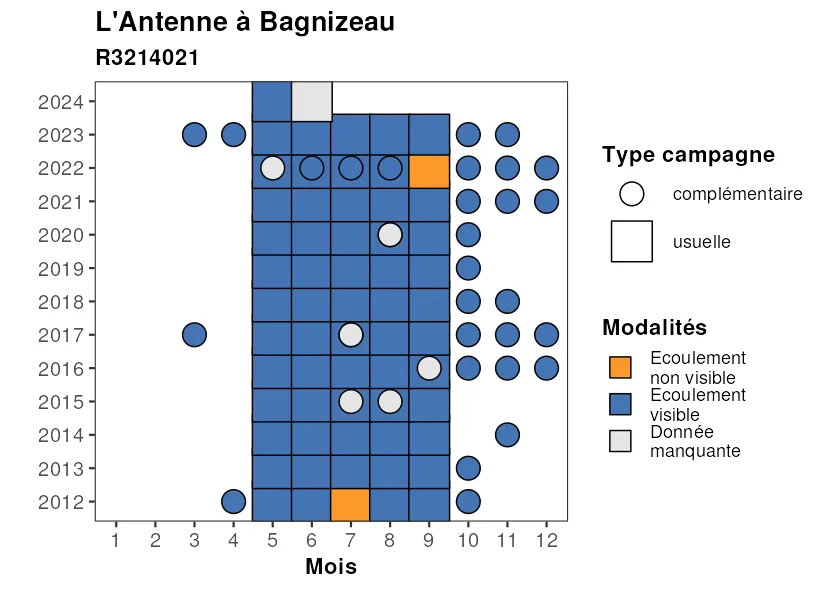 L'Antenne à Bagnizeau
R3214021
2024
2023
2022
2021
2020
2019
2018
2017
2016
2015
2014
2013
2012
1 2 3 4 5 6 7 8 9 10 11 12
Mois
Type campagne
complémentaire
usuelle
Modalités
Ecoulement
non visible
Ecoulement
visible
Donnée
manquante